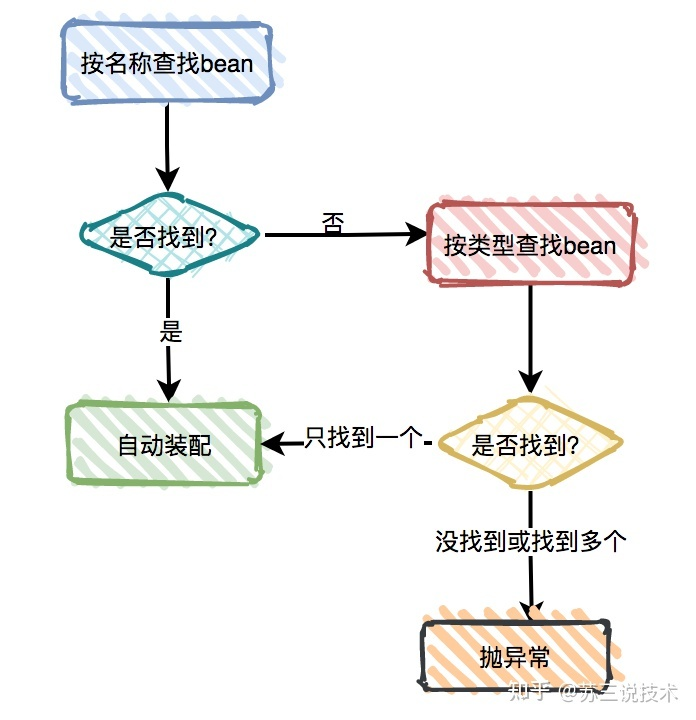 按名称查找bean
是否找到?
否
按类型查找bean
是
自动装配
只找到一个
是否找到?
没找到或找到多个
抛异常
知乎 @苏三说技术